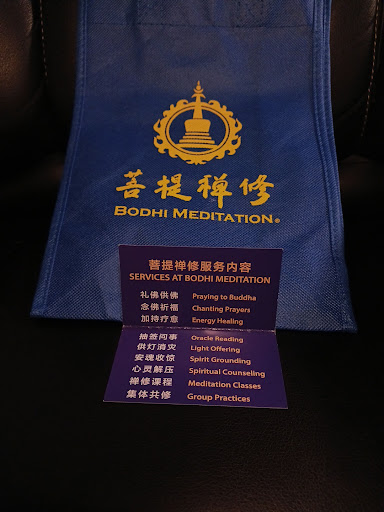 菩提禅修
BODHI MEDITATION®
菩提禅修服务内容
SERVICES AT BODHI MEDITATION
礼佛供佛 Praying to Buddha
念佛祈福 Chanting Prayers
加持疗愈 Energy Healing
抽签问事 Oracle Reading
供灯消灾 Light Offering
安魂收惊 Spirit Grounding
心灵解压 Spiritual Counseling
禅修课程 Meditation Classes
集体共修 Group Practices